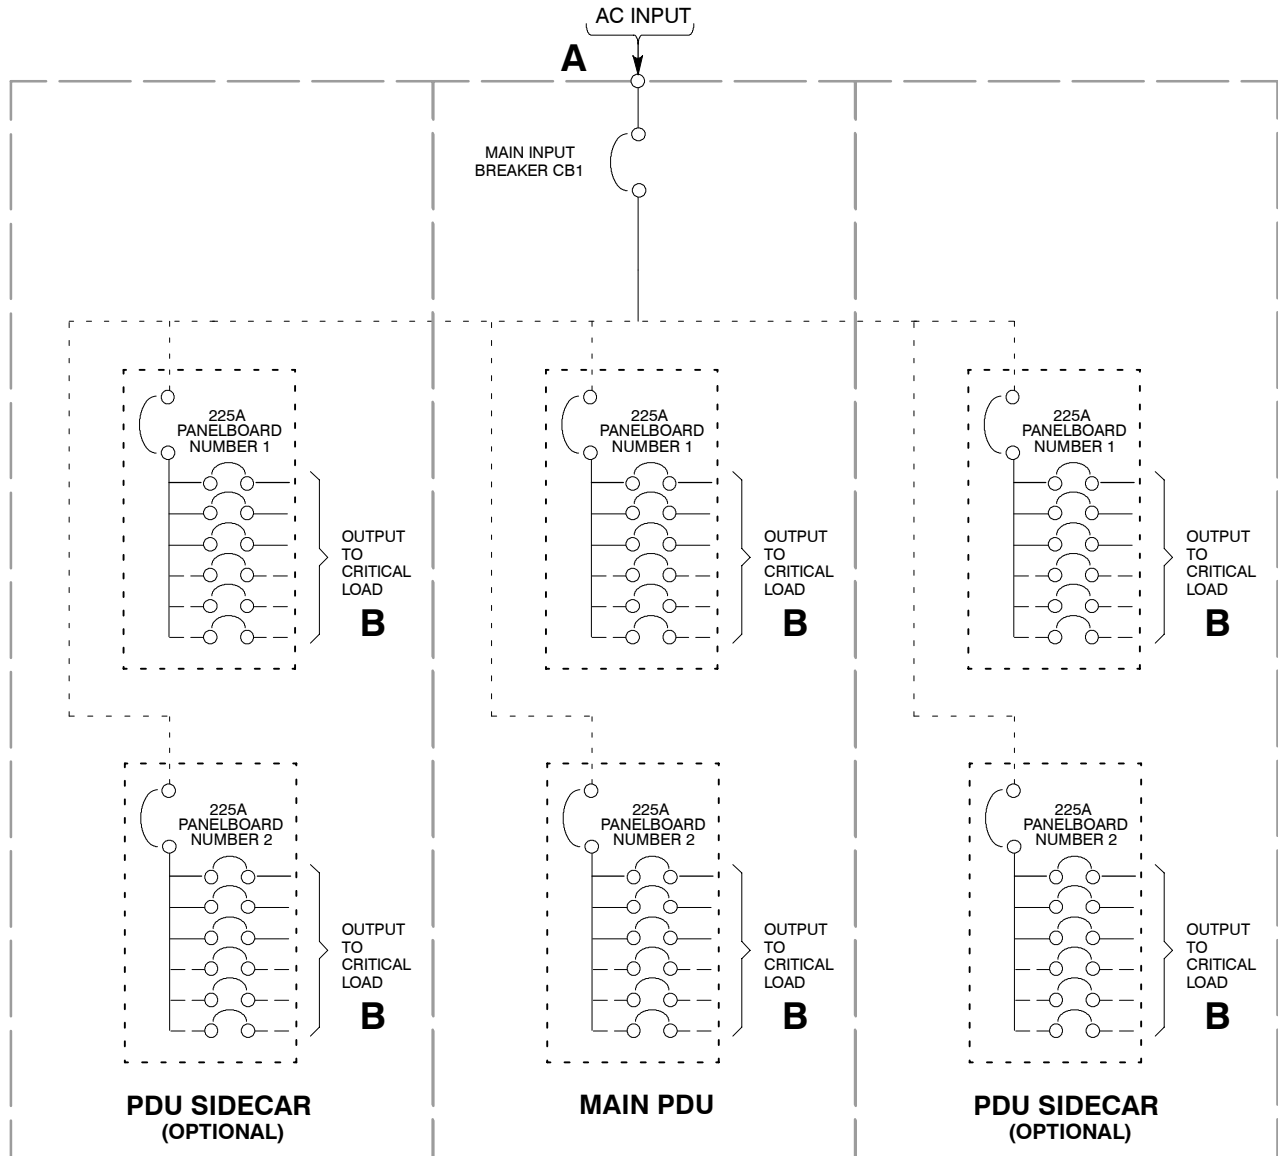 AC INPUT
A
MAIN INPUT
BREAKER CB1
225A
PANELBOARD
NUMBER 1
OUTPUT
TO
CRITICAL
LOAD
B
225A
PANELBOARD
NUMBER 1
OUTPUT
TO
CRITICAL
LOAD
B
225A
PANELBOARD
NUMBER 1
OUTPUT
TO
CRITICAL
LOAD
B
225A
PANELBOARD
NUMBER 2
OUTPUT
TO
CRITICAL
LOAD
B
225A
PANELBOARD
NUMBER 2
OUTPUT
TO
CRITICAL
LOAD
B
225A
PANELBOARD
NUMBER 2
OUTPUT
TO
CRITICAL
LOAD
B
PDU SIDECAR
(OPTIONAL)
MAIN PDU
PDU SIDECAR
(OPTIONAL)